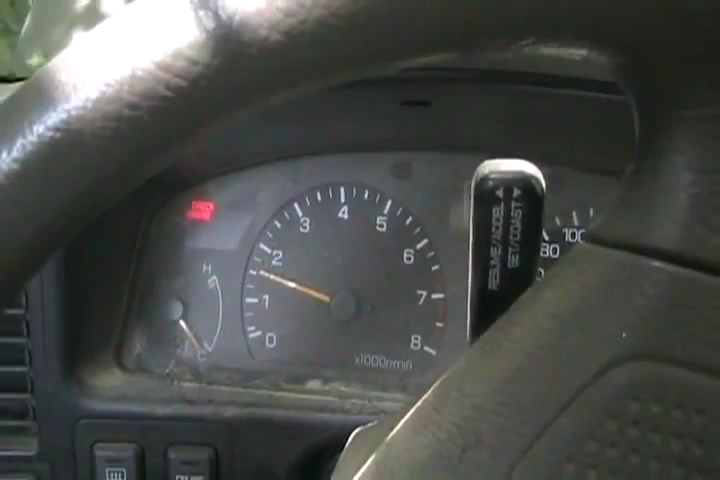 H
C
0
1
2
3
4
5
6
7
8
x1000r/min
RESUME/ACCEL
SET/COAST
80
100